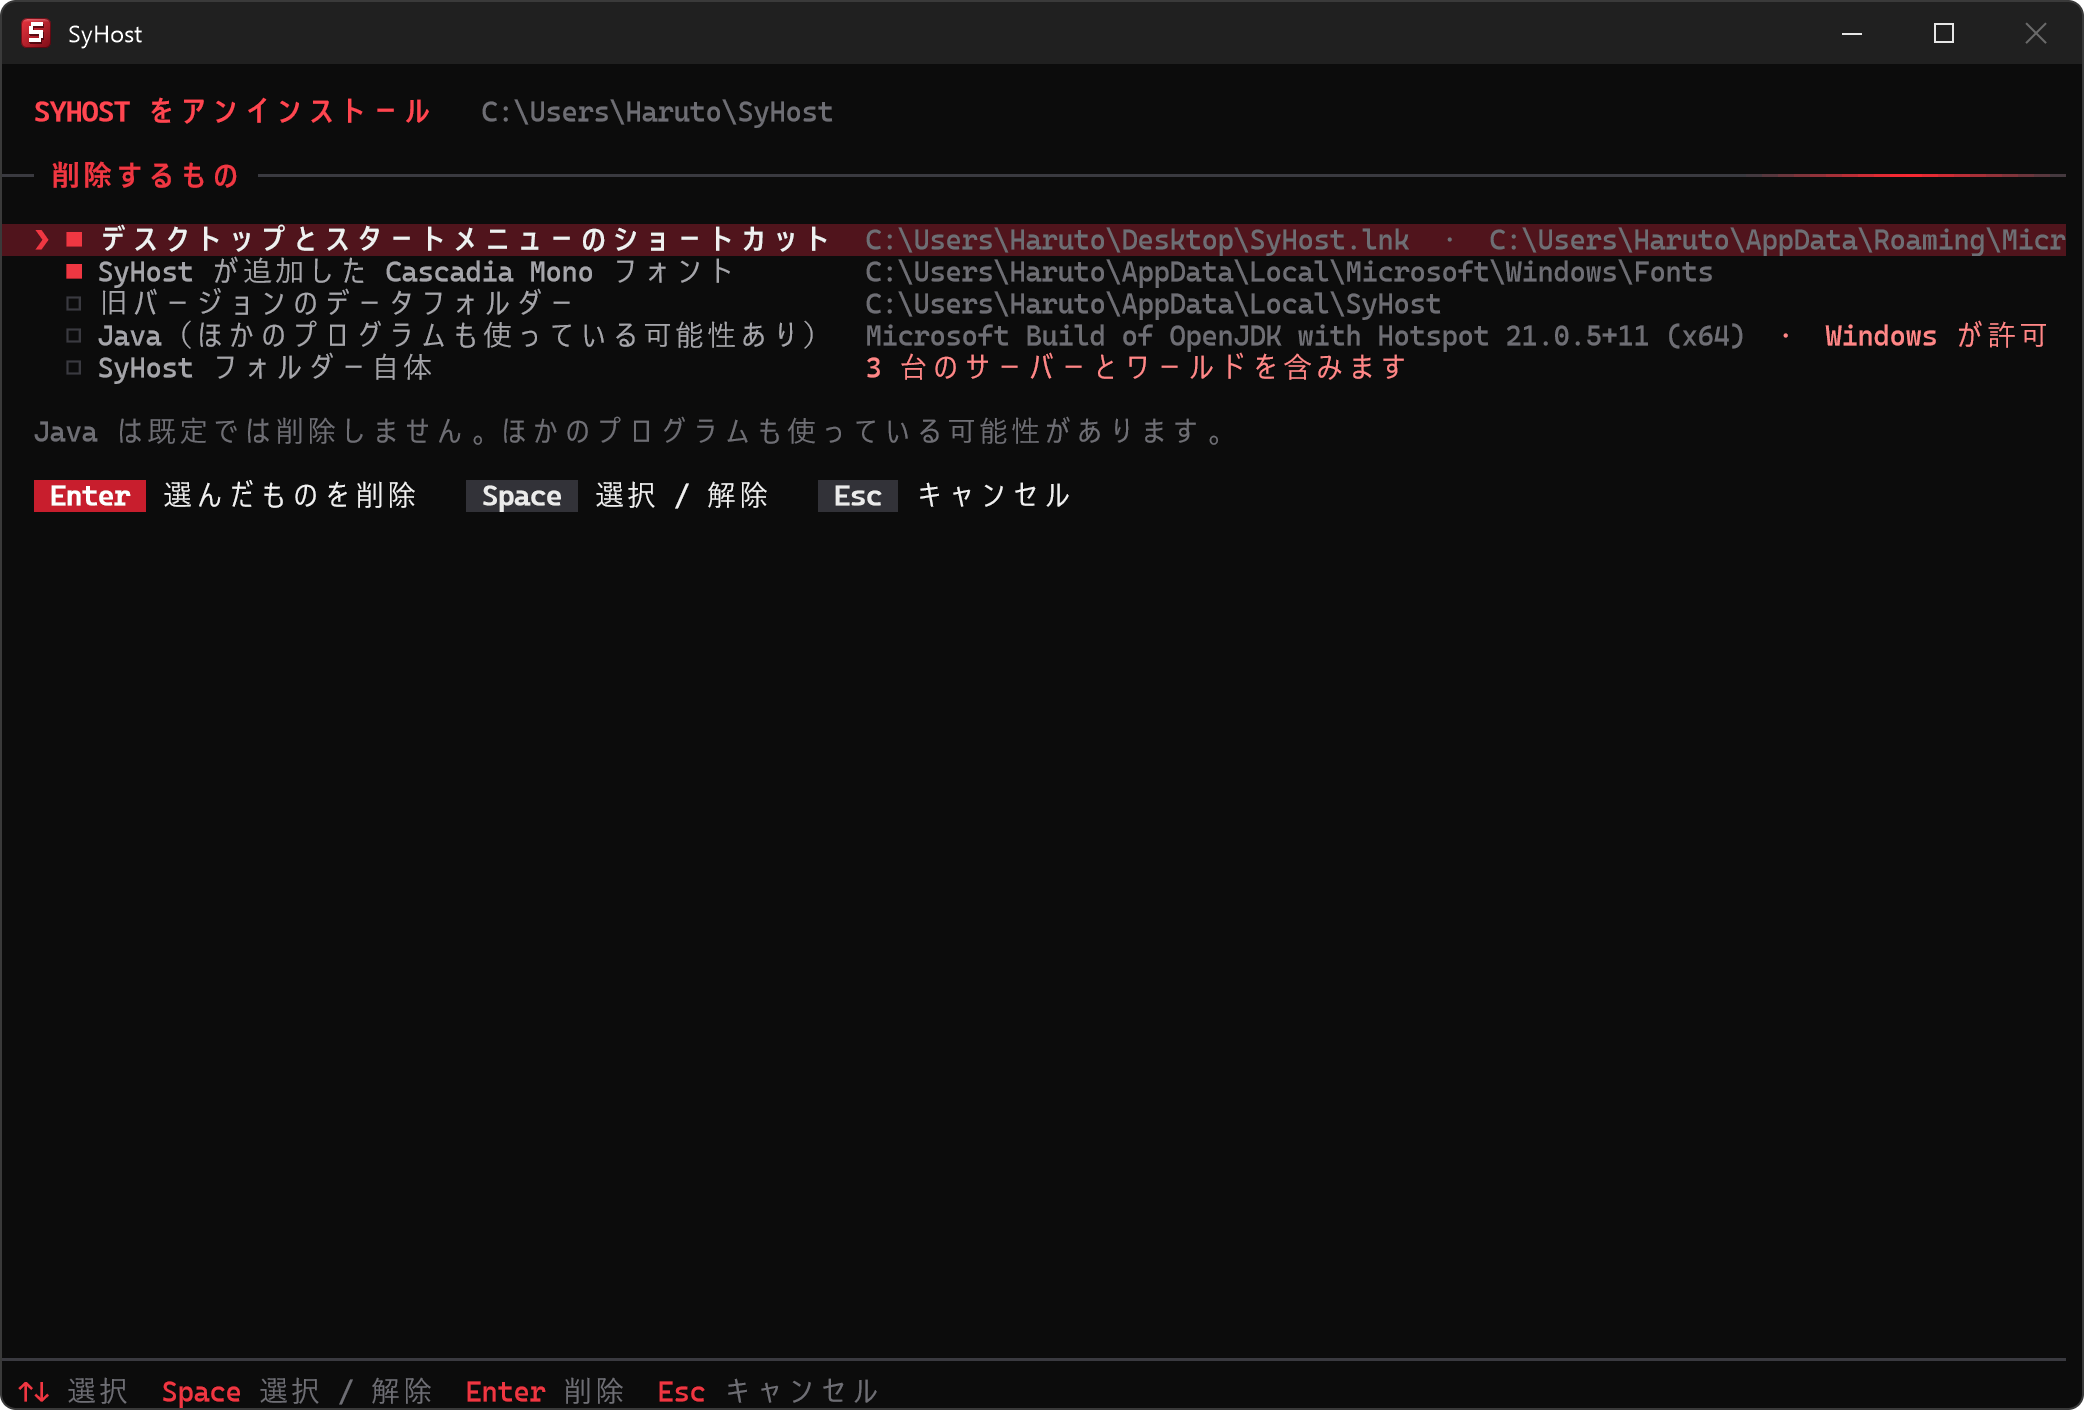 SyHost
SYHOST をアンインストール C:\Users\Haruto\SyHost
削除するもの
❯ ■ デスクトップとスタートメニューのショートカット C:\Users\Haruto\Desktop\SyHost.lnk · C:\Users\Haruto\AppData\Roaming\Micr
■ SyHost が追加した Cascadia Mono フォント C:\Users\Haruto\AppData\Local\Microsoft\Windows\Fonts
□ 旧バージョンのデータフォルダー C:\Users\Haruto\AppData\Local\SyHost
□ Java（ほかのプログラムも使っている可能性あり） Microsoft Build of OpenJDK with Hotspot 21.0.5+11 (x64) · Windows が許可
□ SyHost フォルダー自体 3 台のサーバーとワールドを含みます
Java は既定では削除しません。ほかのプログラムも使っている可能性があります。
Enter 選んだものを削除 Space 選択 / 解除 Esc キャンセル
↑↓ 選択 Space 選択 / 解除 Enter 削除 Esc キャンセル